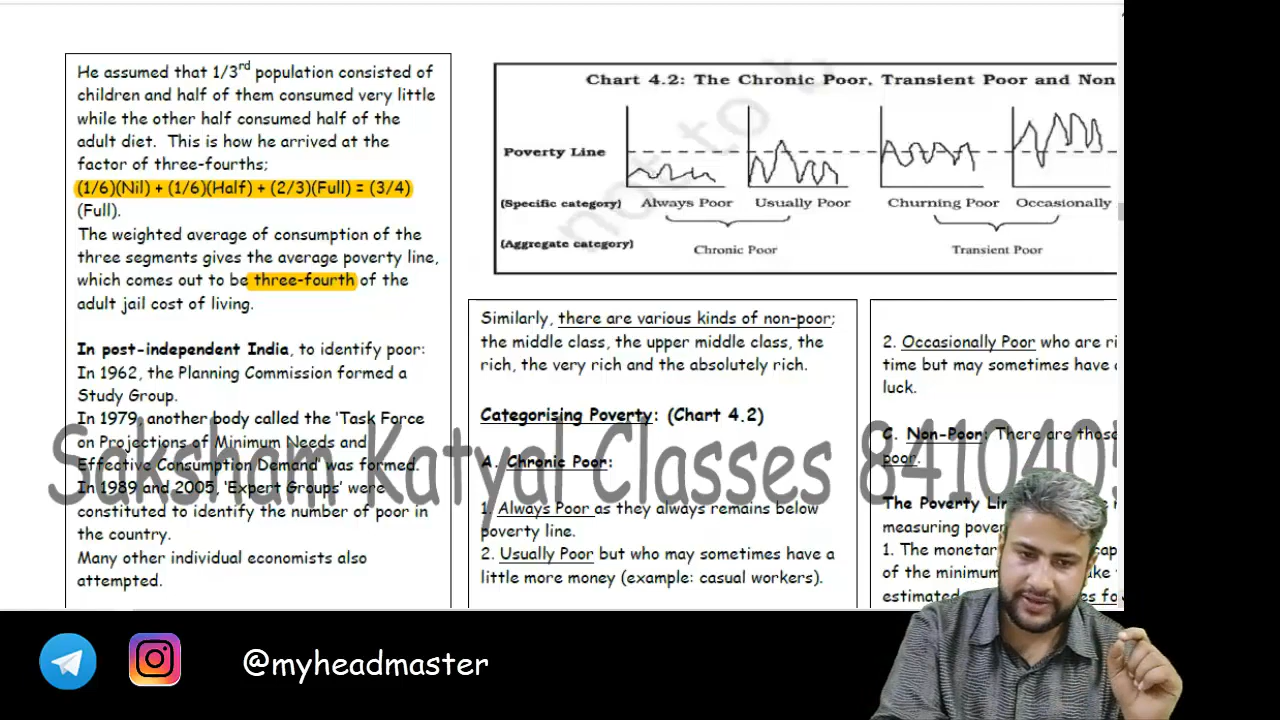 He assumed that 1/3rd population consisted of
children and half of them consumed very little
while the other half consumed half of the
adult diet. This is how he arrived at the
factor of three-fourths;
(1/6)(Nil) + (1/6)(Half) + (2/3)(Full) = (3/4)
(Full).
The weighted average of consumption of the
three segments gives the average poverty line,
which comes out to be three-fourth of the
adult jail cost of living.
In post-independent India, to identify poor:
In 1962, the Planning Commission formed a
Study Group.
In 1979, another body called the 'Task Force
on Projections of Minimum Needs and
Effective Consumption Demand' was formed.
In 1989 and 2005, 'Expert Groups' were
constituted to identify the number of poor in
the country.
Many other individual economists also
attempted.
Chart 4.2: The Chronic Poor, Transient Poor and Non
Poverty Line
(Specific category) Always Poor Usually Poor Churning Poor Occasionally
(Aggregate category) Chronic Poor Transient Poor
not to b
Similarly, there are various kinds of non-poor;
the middle class, the upper middle class, the
rich, the very rich and the absolutely rich.
Categorising Poverty: (Chart 4.2)
A. Chronic Poor:
1. Always Poor as they always remains below
poverty line.
2. Usually Poor but who may sometimes have a
little more money (example: casual workers).
2. Occasionally Poor who are ri
time but may sometimes have
luck.
C. Non-Poor: There are those
poor.
The Poverty Lin
measuring pover
1. The monetar cap
of the minimum
estimated es fo
Saksham Katyal Classes 8410405
@myheadmaster